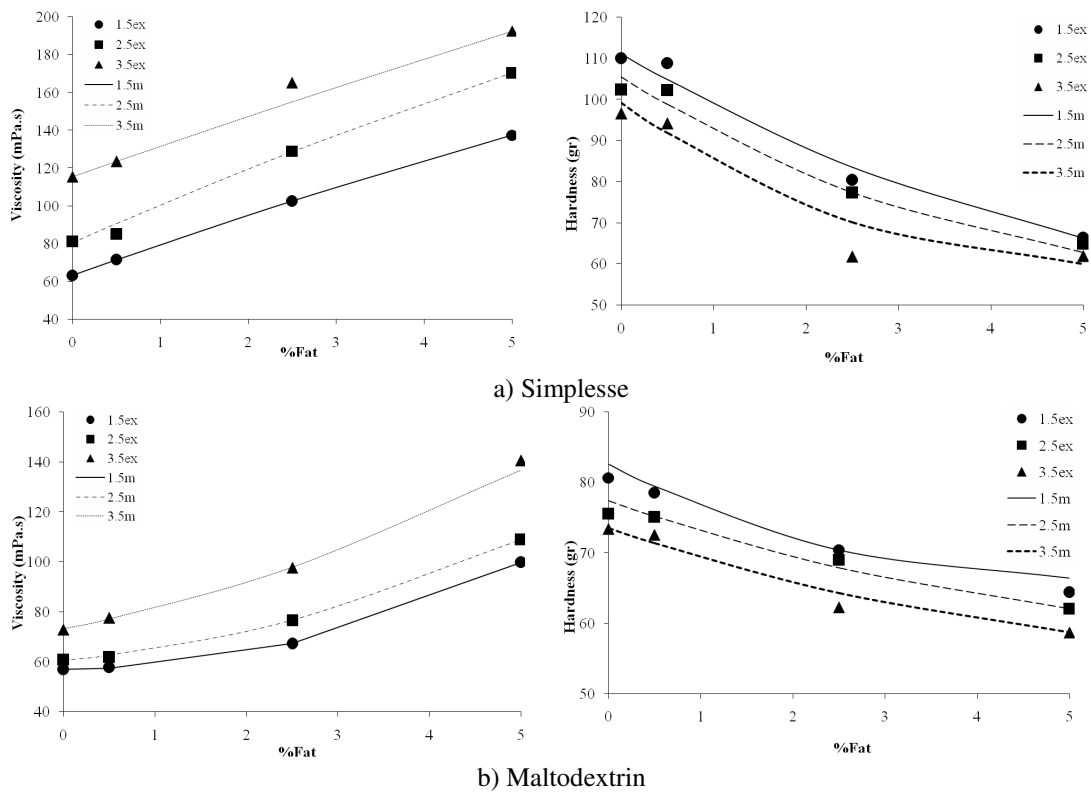 200
180
160
140
120
100
80
60
40
0 1 2 3 4 5
Viscosity (mPa.s)
%Fat
1.5ex
2.5ex
3.5ex
1.5m
2.5m
3.5m
120
110
100
90
80
70
60
50
0 1 2 3 4 5
Hardness (gr)
%Fat
1.5ex
2.5ex
3.5ex
1.5m
2.5m
3.5m
a) Simplesse
160
140
120
100
80
60
40
0 1 2 3 4 5
Viscosity (mPa.s)
%Fat
1.5ex
2.5ex
3.5ex
1.5m
2.5m
3.5m
90
80
70
60
50
0 1 2 3 4 5
Hardness (gr)
%Fat
1.5ex
2.5ex
3.5ex
1.5m
2.5m
3.5m
b) Maltodextrin